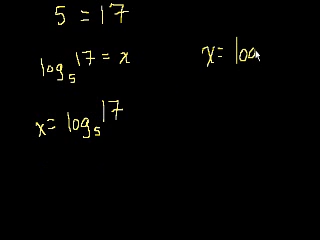 5 = 17
log₅ 17 = x
x = log₅ 17
x = log